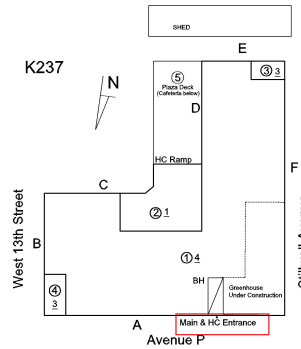 SHED
E
K237
N
⑤
Plaza Deck
(Cafeteria below)
③ 3
D
F
HC Ramp
C
West 13th Street
② 1
B
① 4
④
3
BH
Greenhouse
Under Construction
Main & HC Entrance
A
Avenue P